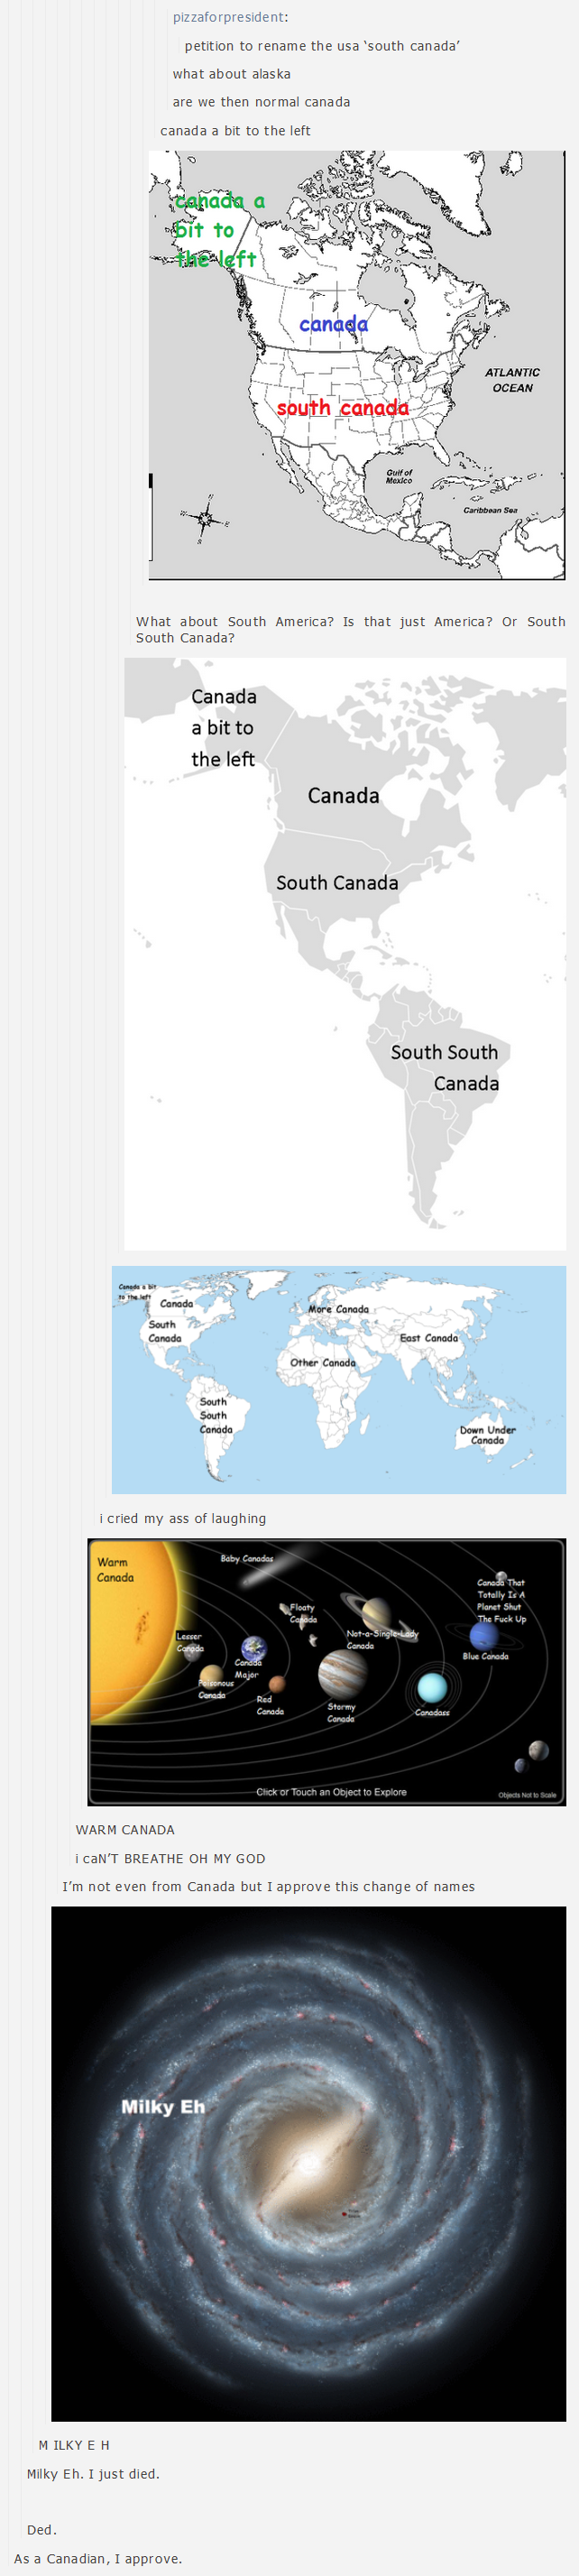 pizzaforpresident:
petition to rename the usa ‘south canada’
what about alaska
are we then normal canada
canada a bit to the left
canada a
bit to
the left
canada
south canada
ATLANTIC
OCEAN
Gulf of
Mexico
Caribbean Sea
N
W
E
S
What about South America? Is that just America? Or South
South Canada?
Canada
a bit to
the left
Canada
South Canada
South South
Canada
Canada a bit
to the left
Canada
South
Canada
More Canada
East Canada
Other Canada
South
South
Canada
Down Under
Canada
i cried my ass of laughing
Warm
Canada
Baby Canadas
Canada That
Totally Is A
Planet Shut
The Fuck Up
Floaty
Canada
Lesser
Canada
Not-a-Single-Lady
Canada
Blue Canada
Canada
Major
Poisonous
Canada
Red
Canada
Stormy
Canada
Canadass
Click or Touch an Object to Explore
Objects Not to Scale
WARM CANADA
i caN’T BREATHE OH MY GOD
I’m not even from Canada but I approve this change of names
Milky Eh
M ILKY E H
Milky Eh. I just died.
Ded.
As a Canadian, I approve.